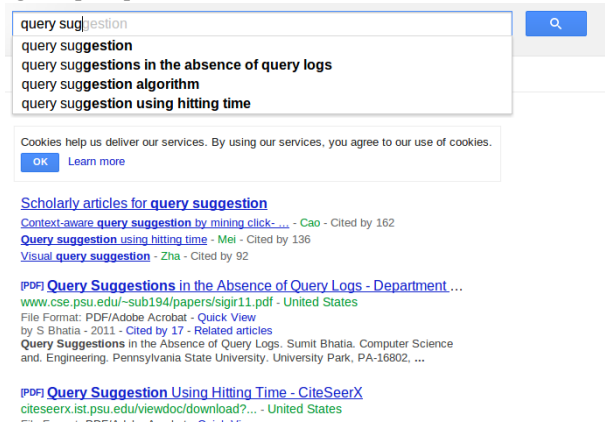 query suggestion
query suggestion
query suggestions in the absence of query logs
query suggestion algorithm
query suggestion using hitting time
Cookies help us deliver our services. By using our services, you agree to our use of cookies.
OK Learn more
Scholarly articles for query suggestion
Context-aware query suggestion by mining click- ... - Cao - Cited by 162
Query suggestion using hitting time - Mei - Cited by 136
Visual query suggestion - Zha - Cited by 92
[PDF] Query Suggestions in the Absence of Query Logs - Department ...
www.cse.psu.edu/~sub194/papers/sigir11.pdf - United States
File Format: PDF/Adobe Acrobat - Quick View
by S Bhatia - 2011 - Cited by 17 - Related articles
Query Suggestions in the Absence of Query Logs. Sumit Bhatia. Computer Science
and. Engineering. Pennsylvania State University. University Park, PA-16802, ...
[PDF] Query Suggestion Using Hitting Time - CiteSeerX
citeseerx.ist.psu.edu/viewdoc/download?... - United States